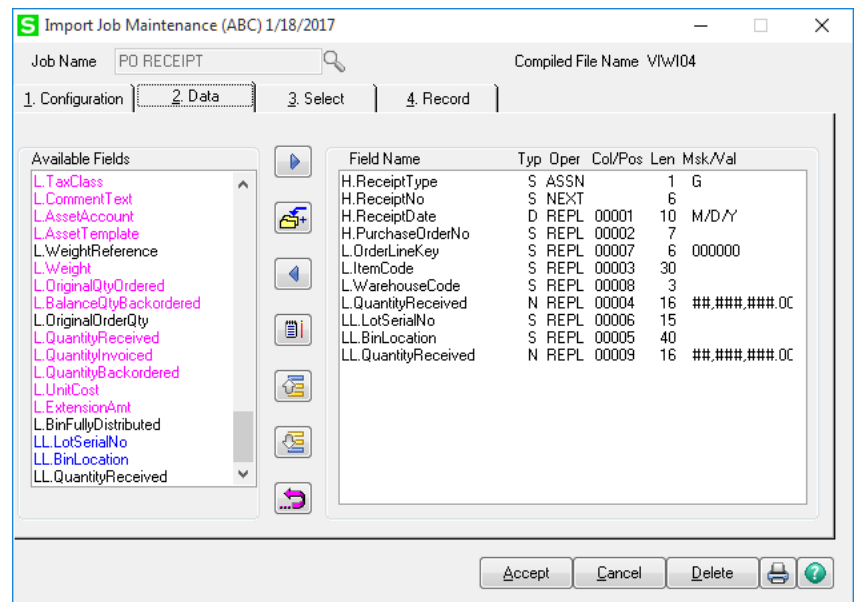 S Import Job Maintenance (ABC) 1/18/2017
Job Name PO RECEIPT Compiled File Name VIWI04
1. Configuration 2. Data 3. Select 4. Record
Available Fields
L.TaxClass
L.CommentText
L.AssetAccount
L.AssetTemplate
L.WeightReference
L.Weight
L.OriginalQtyOrdered
L.BalanceQtyBackordered
L.OriginalOrderQty
L.QuantityReceived
L.QuantityInvoiced
L.QuantityBackordered
L.UnitCost
L.ExtensionAmt
L.BinFullyDistributed
LL.LotSerialNo
LL.BinLocation
LL.QuantityReceived
Field Name Typ Oper Col/Pos Len Msk/Val
H.ReceiptType S ASSN 1 G
H.ReceiptNo S NEXT 6
H.ReceiptDate D REPL 00001 10 M/D/Y
H.PurchaseOrderNo S REPL 00002 7
L.OrderLineKey S REPL 00007 6 000000
L.ItemCode S REPL 00003 30
L.WarehouseCode S REPL 00008 3
L.QuantityReceived N REPL 00004 16 ##,###,###.00
LL.LotSerialNo S REPL 00006 15
LL.BinLocation S REPL 00005 40
LL.QuantityReceived N REPL 00009 16 ##,###,###.00
Accept Cancel Delete